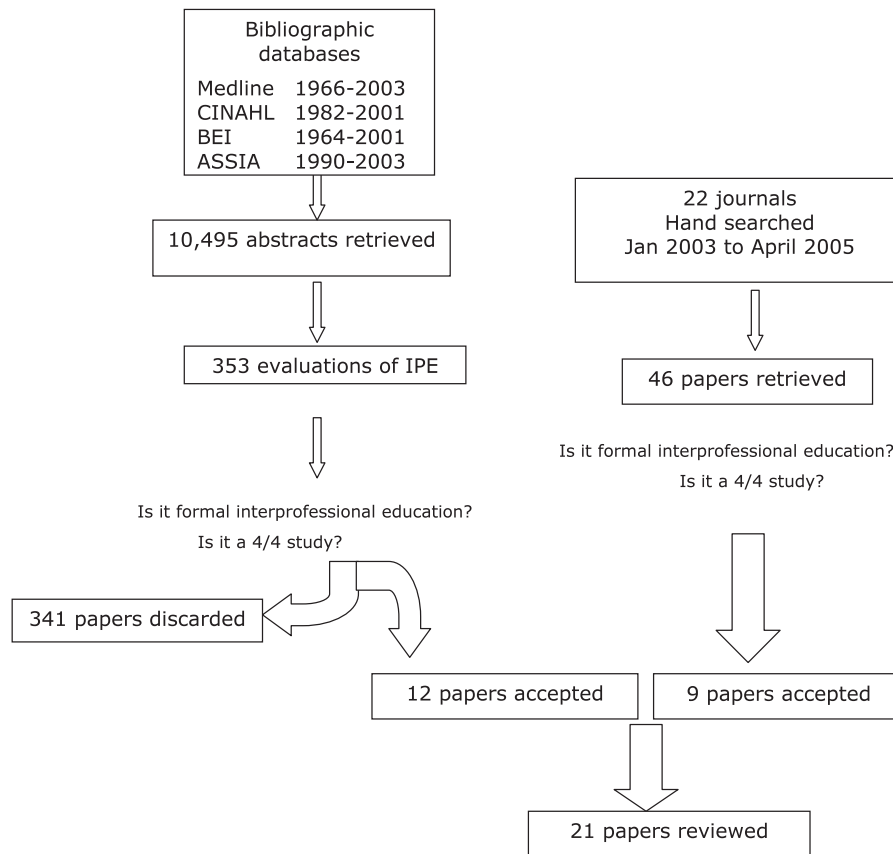 Bibliographic
databases
Medline 1966-2003
CINAHL 1982-2001
BEI 1964-2001
ASSIA 1990-2003
10,495 abstracts retrieved
353 evaluations of IPE
Is it formal interprofessional education?
Is it a 4/4 study?
341 papers discarded
12 papers accepted
22 journals
Hand searched
Jan 2003 to April 2005
46 papers retrieved
Is it formal interprofessional education?
Is it a 4/4 study?
9 papers accepted
21 papers reviewed